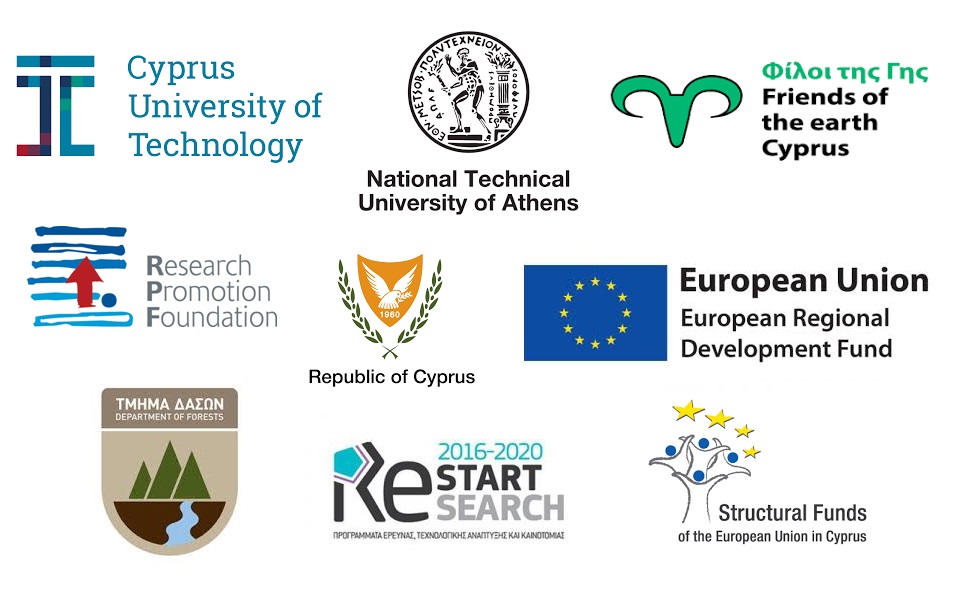 Cyprus
University of
Technology
ΕΘΝ·ΜΕΤΣΟΒ·ΠΟΛΥΤΕΧΝΕΙΟΝ
National Technical
University of Athens
Φίλοι της Γης
Friends of
the earth
Cyprus
Research
Promotion
Foundation
1960
Republic of Cyprus
European Union
European Regional
Development Fund
ΤΜΗΜΑ ΔΑΣΩΝ
DEPARTMENT OF FORESTS
2016-2020
Re START
SEARCH
ΠΡΟΓΡΑΜΜΑΤΑ ΕΡΕΥΝΑΣ, ΤΕΧΝΟΛΟΓΙΚΗΣ ΑΝΑΠΤΥΞΗΣ ΚΑΙ ΚΑΙΝΟΤΟΜΙΑΣ
Structural Funds
of the European Union in Cyprus